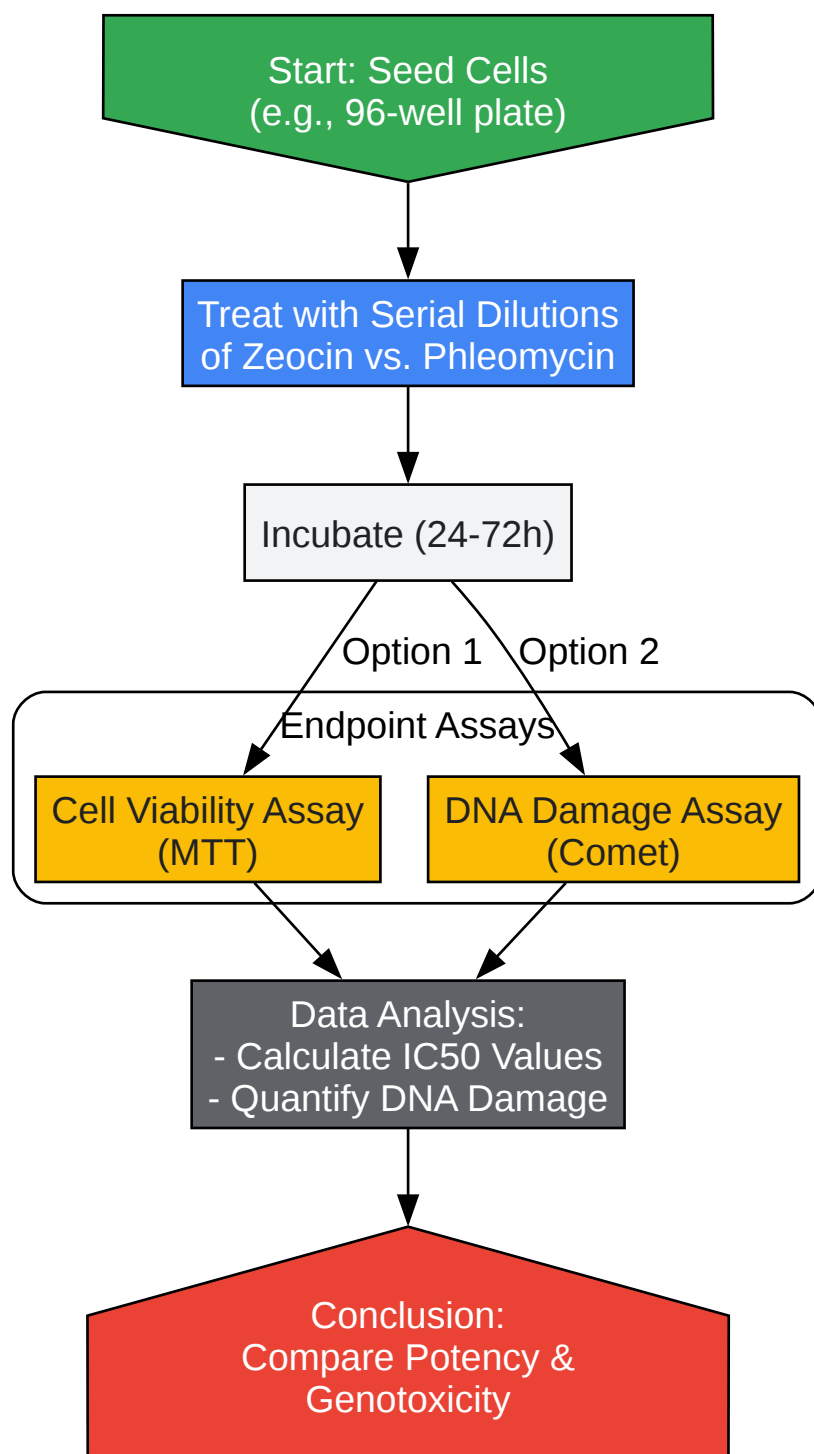 Start: Seed Cells
(e.g., 96-well plate)
Treat with Serial Dilutions
of Zeocin vs. Phleomycin
Incubate (24-72h)
Option 1
Option 2
Endpoint Assays
Cell Viability Assay
(MTT)
DNA Damage Assay
(Comet)
Data Analysis:
- Calculate IC50 Values
- Quantify DNA Damage
Conclusion:
Compare Potency &
Genotoxicity